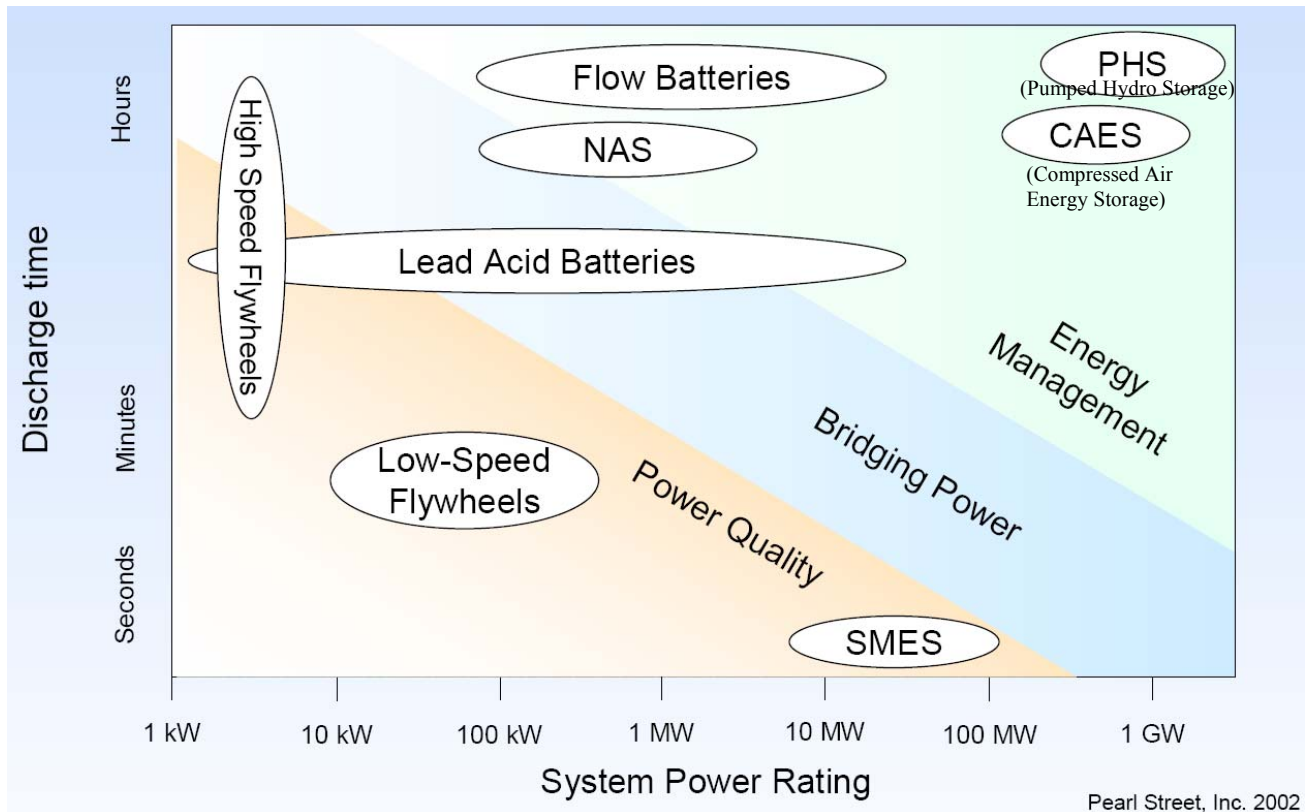 Flow Batteries
PHS
(Pumped Hydro Storage)
NAS
CAES
(Compressed Air
Energy Storage)
High Speed Flywheels
Lead Acid Batteries
Low-Speed
Flywheels
SMES
Energy
Management
Bridging Power
Power Quality
Discharge time
Hours
Minutes
Seconds
1 kW
10 kW
100 kW
1 MW
10 MW
100 MW
1 GW
System Power Rating
Pearl Street, Inc. 2002